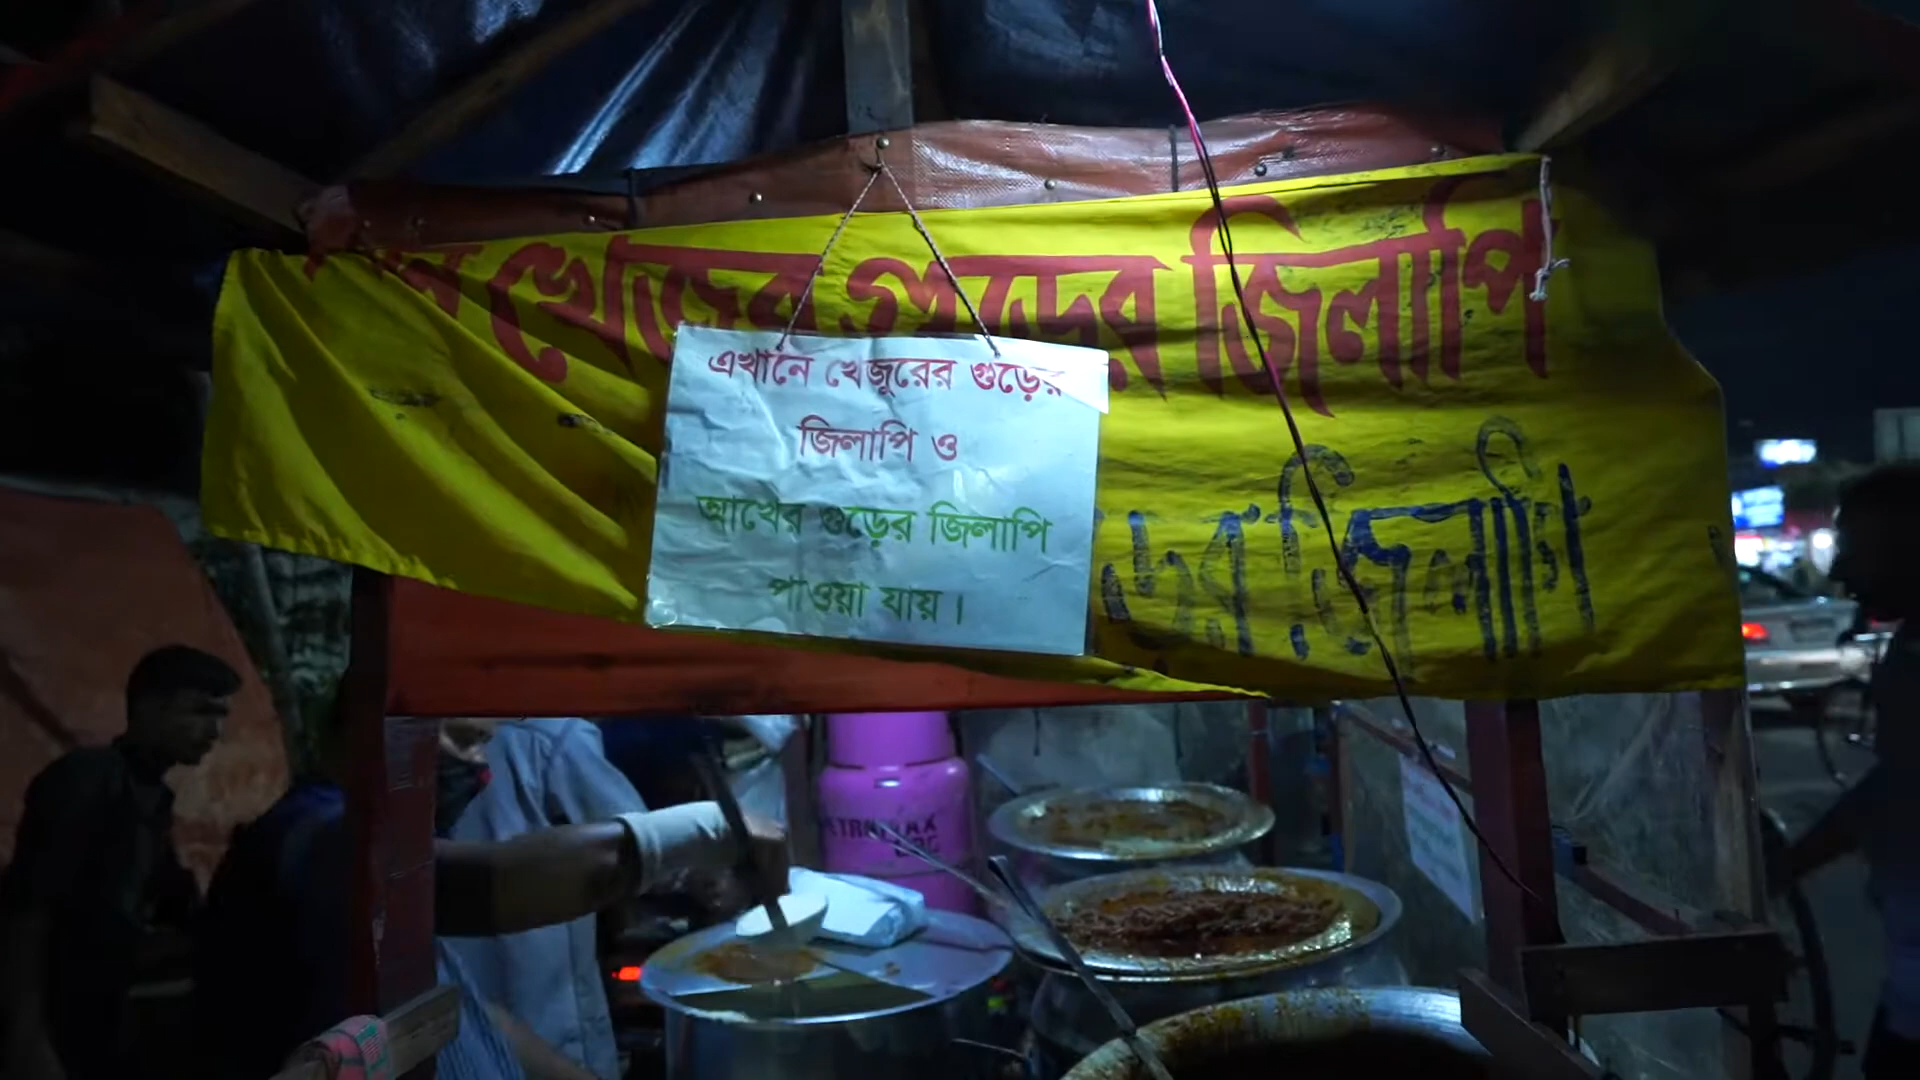 খেজুর গুড়ের জিলাপি
এখানে খেজুরের গুড়ের
জিলাপি ও
আখের গুড়ের জিলাপি
পাওয়া যায়।
জিলাপি